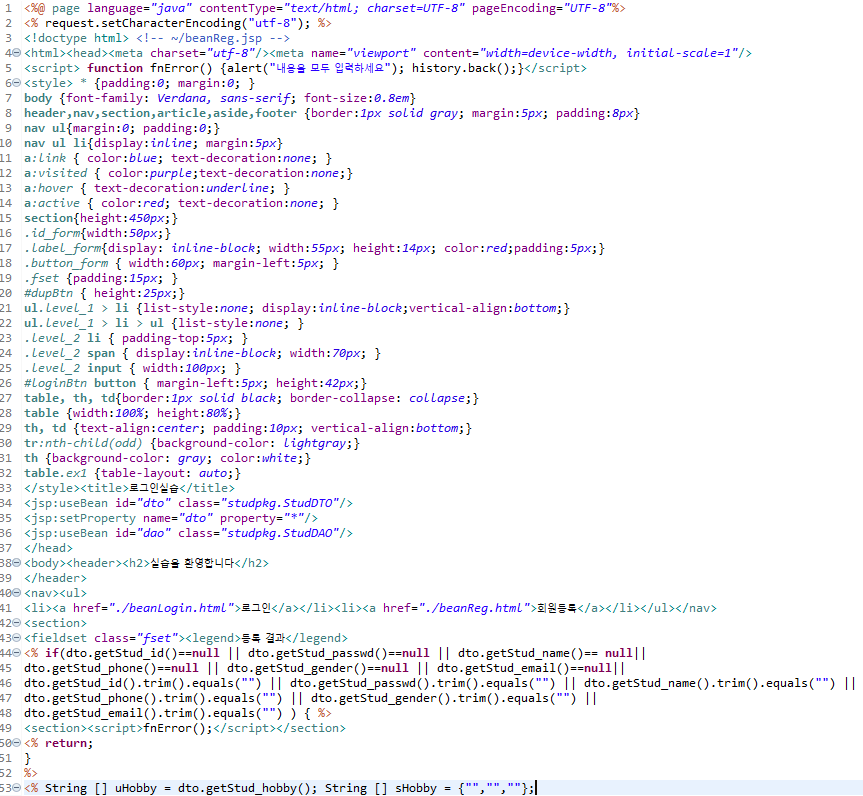 1 <%@ page language="java" contentType="text/html; charset=UTF-8" pageEncoding="UTF-8"%>
2 <% request.setCharacterEncoding("utf-8"); %>
3 <!doctype html> <!-- ~/beanReg.jsp -->
4 <html><head><meta charset="utf-8"/><meta name="viewport" content="width=device-width, initial-scale=1"/>
5 <script> function fnError() {alert("내용을 모두 입력하세요"); history.back();}</script>
6 <style> * {padding:0; margin:0; }
7 body {font-family: Verdana, sans-serif; font-size:0.8em}
8 header,nav,section,article,aside,footer {border:1px solid gray; margin:5px; padding:8px}
9 nav ul{margin:0; padding:0;}
10 nav ul li{display:inline; margin:5px}
11 a:link { color:blue; text-decoration:none; }
12 a:visited { color:purple;text-decoration:none;}
13 a:hover { text-decoration:underline; }
14 a:active { color:red; text-decoration:none; }
15 section{height:450px;}
16 .id_form{width:50px;}
17 .label_form{display: inline-block; width:55px; height:14px; color:red;padding:5px;}
18 .button_form { width:60px; margin-left:5px; }
19 .fset {padding:15px; }
20 #dupBtn { height:25px;}
21 ul.level_1 > li {list-style:none; display:inline-block;vertical-align:bottom;}
22 ul.level_1 > li > ul {list-style:none; }
23 .level_2 li { padding-top:5px; }
24 .level_2 span { display:inline-block; width:70px; }
25 .level_2 input { width:100px; }
26 #loginBtn button { margin-left:5px; height:42px;}
27 table, th, td{border:1px solid black; border-collapse: collapse;}
28 table {width:100%; height:80%;}
29 th, td {text-align:center; padding:10px; vertical-align:bottom;}
30 tr:nth-child(odd) {background-color: lightgray;}
31 th {background-color: gray; color:white;}
32 table.ex1 {table-layout: auto;}
33 </style><title>로그인실습</title>
34 <jsp:useBean id="dto" class="studpkg.StudDTO"/>
35 <jsp:setProperty name="dto" property="*"/>
36 <jsp:useBean id="dao" class="studpkg.StudDAO"/>
37 </head>
38 <body><header><h2>실습을 환영합니다</h2>
39 </header>
40 <nav><ul>
41 <li><a href="./beanLogin.html">로그인</a></li><li><a href="./beanReg.html">회원등록</a></li></ul></nav>
42 <section>
43 <fieldset class="fset"><legend>등록 결과</legend>
44 <% if(dto.getStud_id()==null || dto.getStud_passwd()==null || dto.getStud_name()== null||
45 dto.getStud_phone()==null || dto.getStud_gender()==null || dto.getStud_email()==null||
46 dto.getStud_id().trim().equals("") || dto.getStud_passwd().trim().equals("") || dto.getStud_name().trim().equals("") ||
47 dto.getStud_phone().trim().equals("") || dto.getStud_gender().trim().equals("") ||
48 dto.getStud_email().trim().equals("") ) { %>
49 <section><script>fnError();</script></section>
50 <% return;
51 }
52 %>
53 <% String [] uHobby = dto.getStud_hobby(); String [] sHobby = {"","",""};